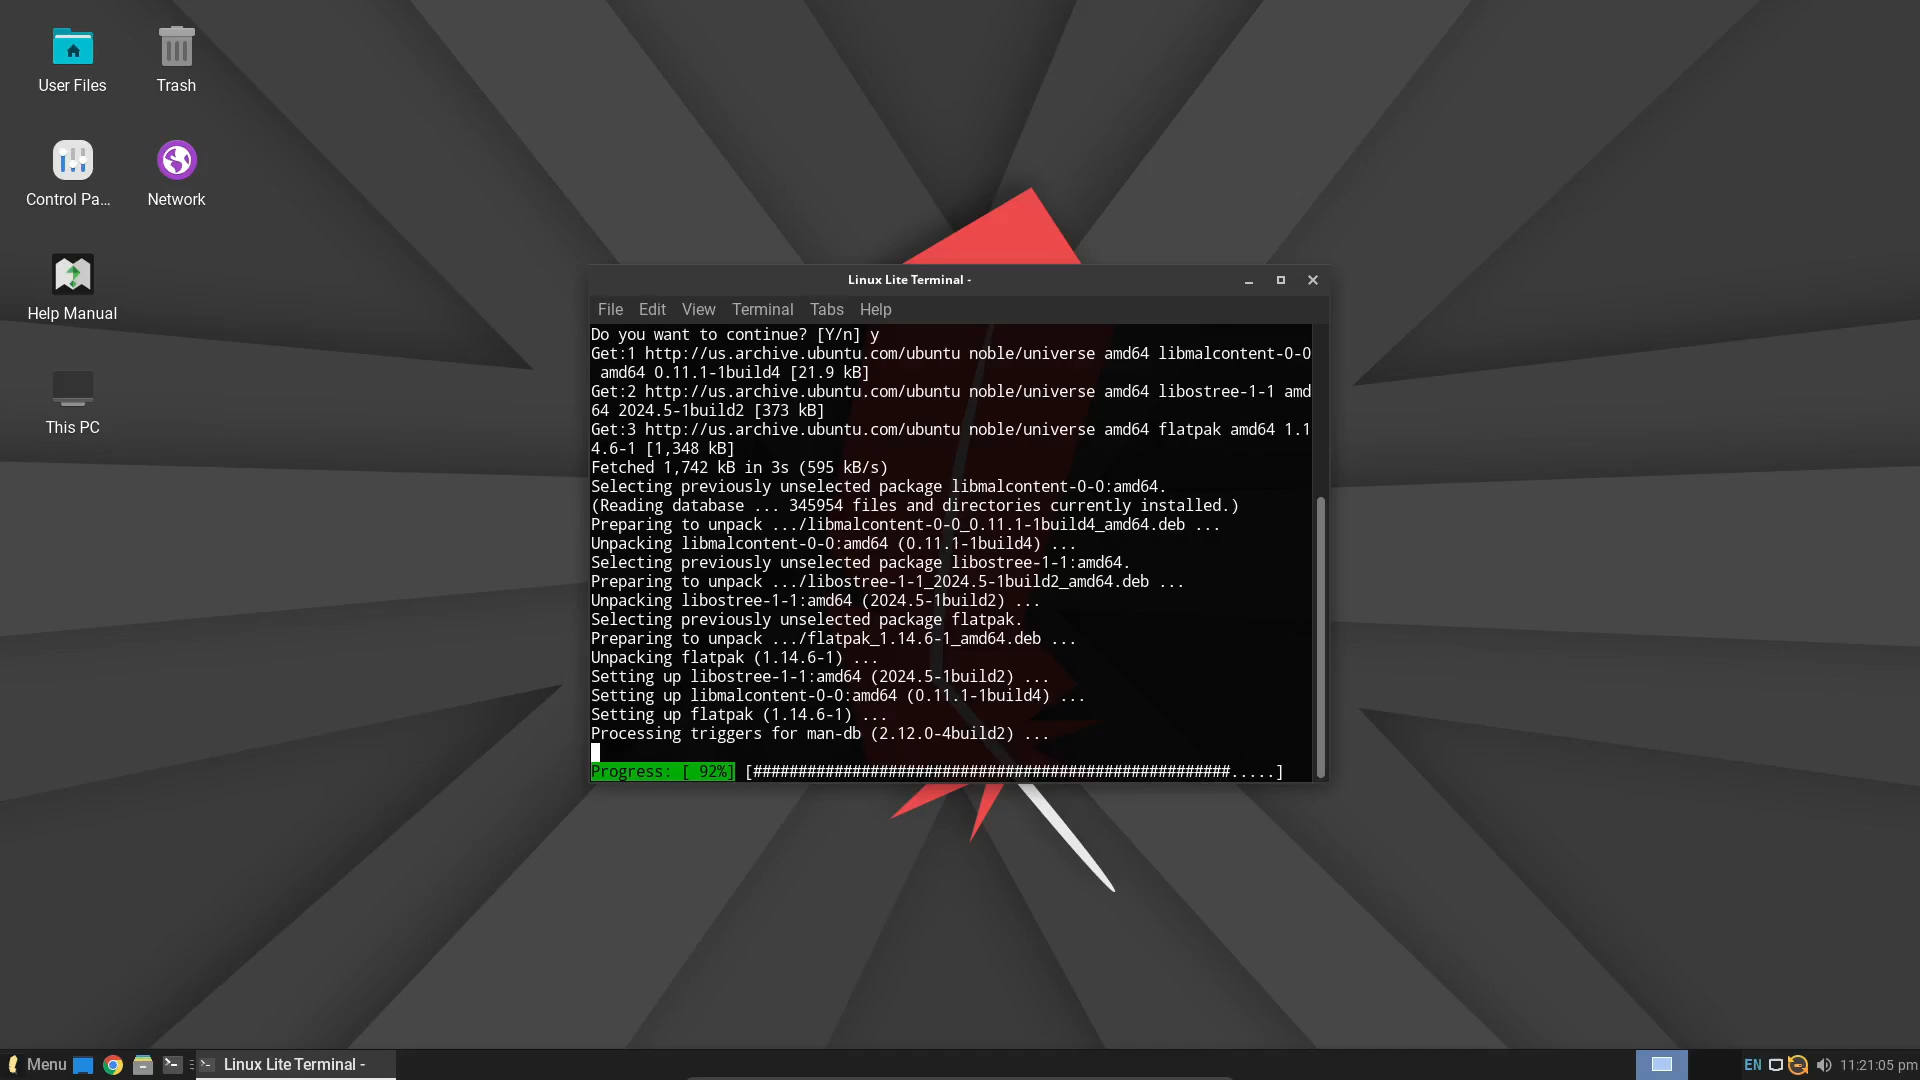 User Files
Trash
Control Pa...
Network
Help Manual
This PC
Linux Lite Terminal -
File Edit View Terminal Tabs Help
Do you want to continue? [Y/n] y
Get:1 http://us.archive.ubuntu.com/ubuntu noble/universe amd64 libmalcontent-0-0
 amd64 0.11.1-1build4 [21.9 kB]
Get:2 http://us.archive.ubuntu.com/ubuntu noble/universe amd64 libostree-1-1 amd
64 2024.5-1build2 [373 kB]
Get:3 http://us.archive.ubuntu.com/ubuntu noble/universe amd64 flatpak amd64 1.1
4.6-1 [1,348 kB]
Fetched 1,742 kB in 3s (595 kB/s)
Selecting previously unselected package libmalcontent-0-0:amd64.
(Reading database ... 345954 files and directories currently installed.)
Preparing to unpack .../libmalcontent-0-0_0.11.1-1build4_amd64.deb ...
Unpacking libmalcontent-0-0:amd64 (0.11.1-1build4) ...
Selecting previously unselected package libostree-1-1:amd64.
Preparing to unpack .../libostree-1-1_2024.5-1build2_amd64.deb ...
Unpacking libostree-1-1:amd64 (2024.5-1build2) ...
Selecting previously unselected package flatpak.
Preparing to unpack .../flatpak_1.14.6-1_amd64.deb ...
Unpacking flatpak (1.14.6-1) ...
Setting up libostree-1-1:amd64 (2024.5-1build2) ...
Setting up libmalcontent-0-0:amd64 (0.11.1-1build4) ...
Setting up flatpak (1.14.6-1) ...
Processing triggers for man-db (2.12.0-4build2) ...
Progress: [ 92%] [#####################################################.....]
Menu
Linux Lite Terminal -
EN
11:21:05 pm